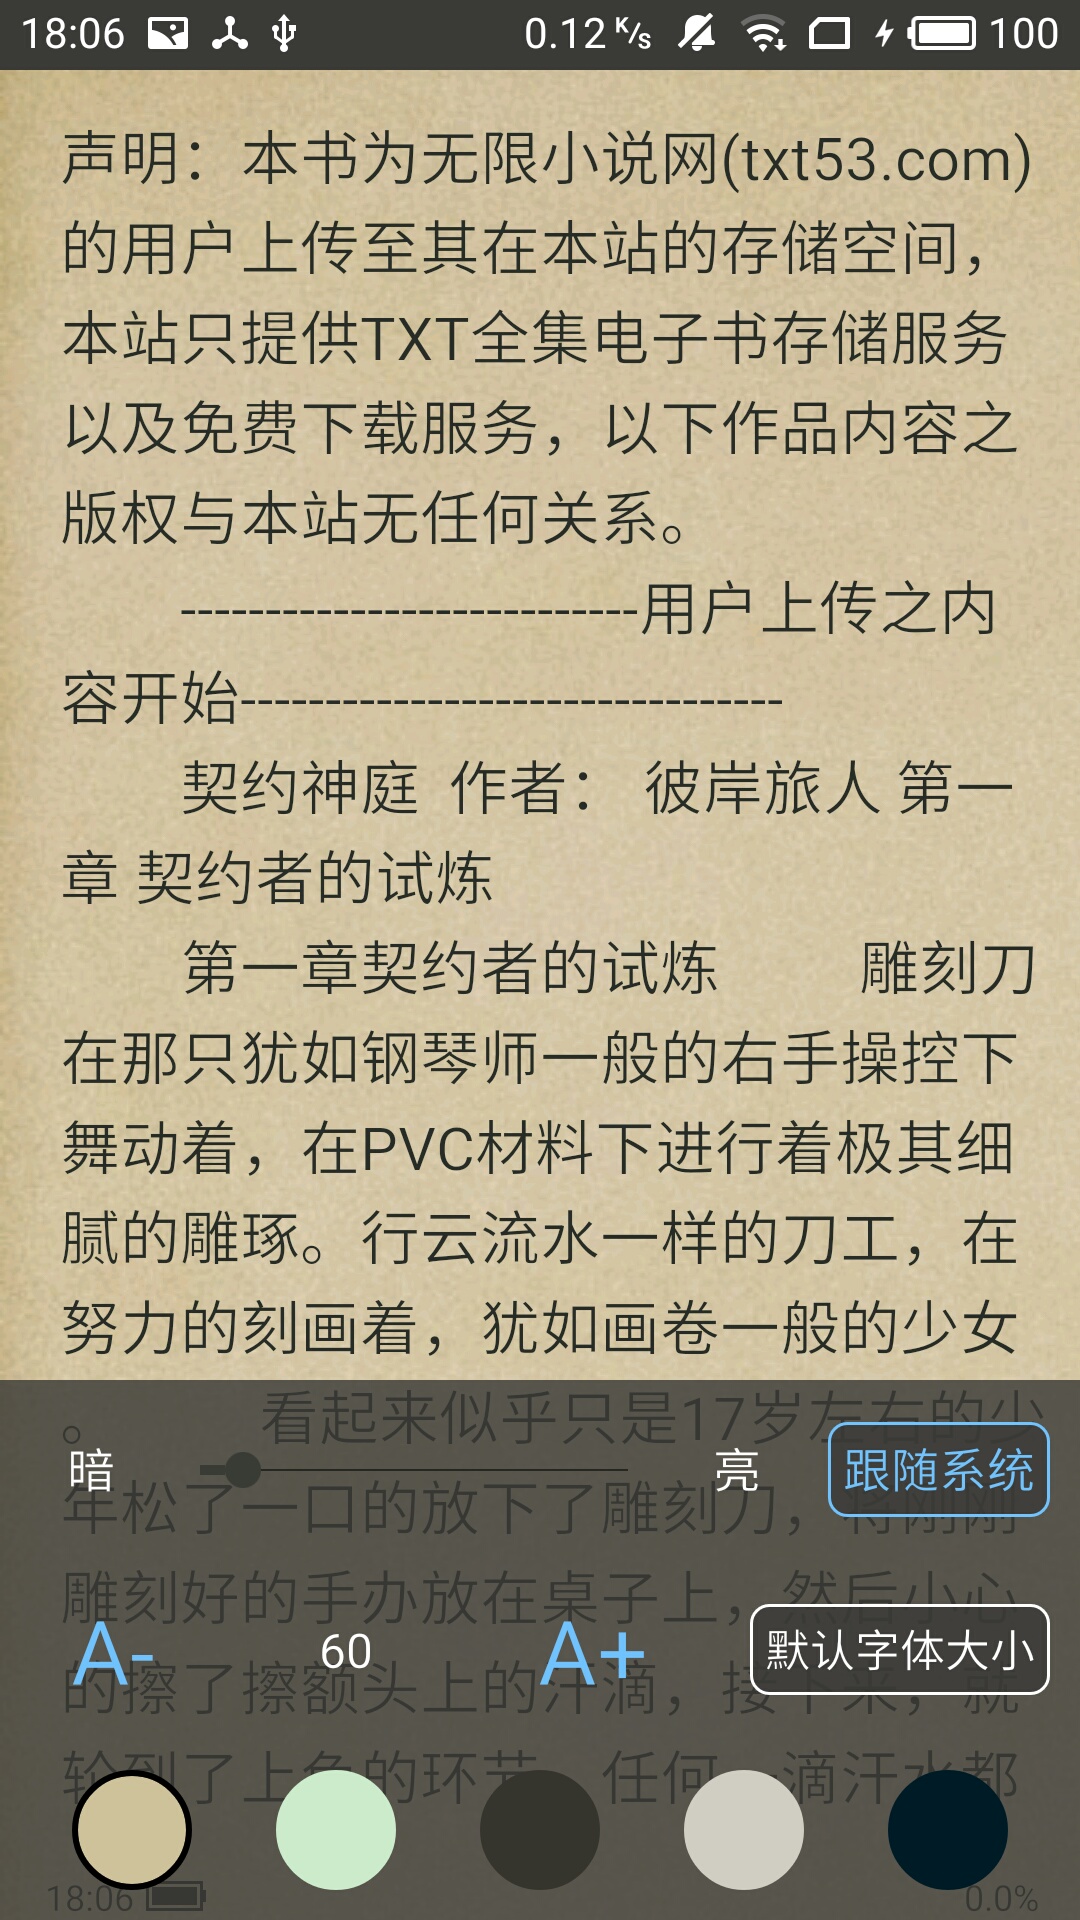 18:06 0.12 K/s 100
声明：本书为无限小说网(txt53.com)
的用户上传至其在本站的存储空间，
本站只提供TXT全集电子书存储服务
以及免费下载服务，以下作品内容之
版权与本站无任何关系。
---------------------------用户上传之内
容开始--------------------------------
契约神庭 作者： 彼岸旅人 第一
章 契约者的试炼
第一章契约者的试炼 雕刻刀
在那只犹如钢琴师一般的右手操控下
舞动着，在PVC材料下进行着极其细
腻的雕琢。行云流水一样的刀工，在
努力的刻画着，犹如画卷一般的少女
。 看起来似乎只是17岁左右的少
暗 亮 跟随系统
年松了一口的放下了雕刻刀，将刚刚
雕刻好的手办放在桌子上，然后小心
A- 60 A+ 默认字体大小
的擦了擦额头上的汗滴，接下来，就
轮到了上色的环节 任何一滴汗水都
18:06 0.0%